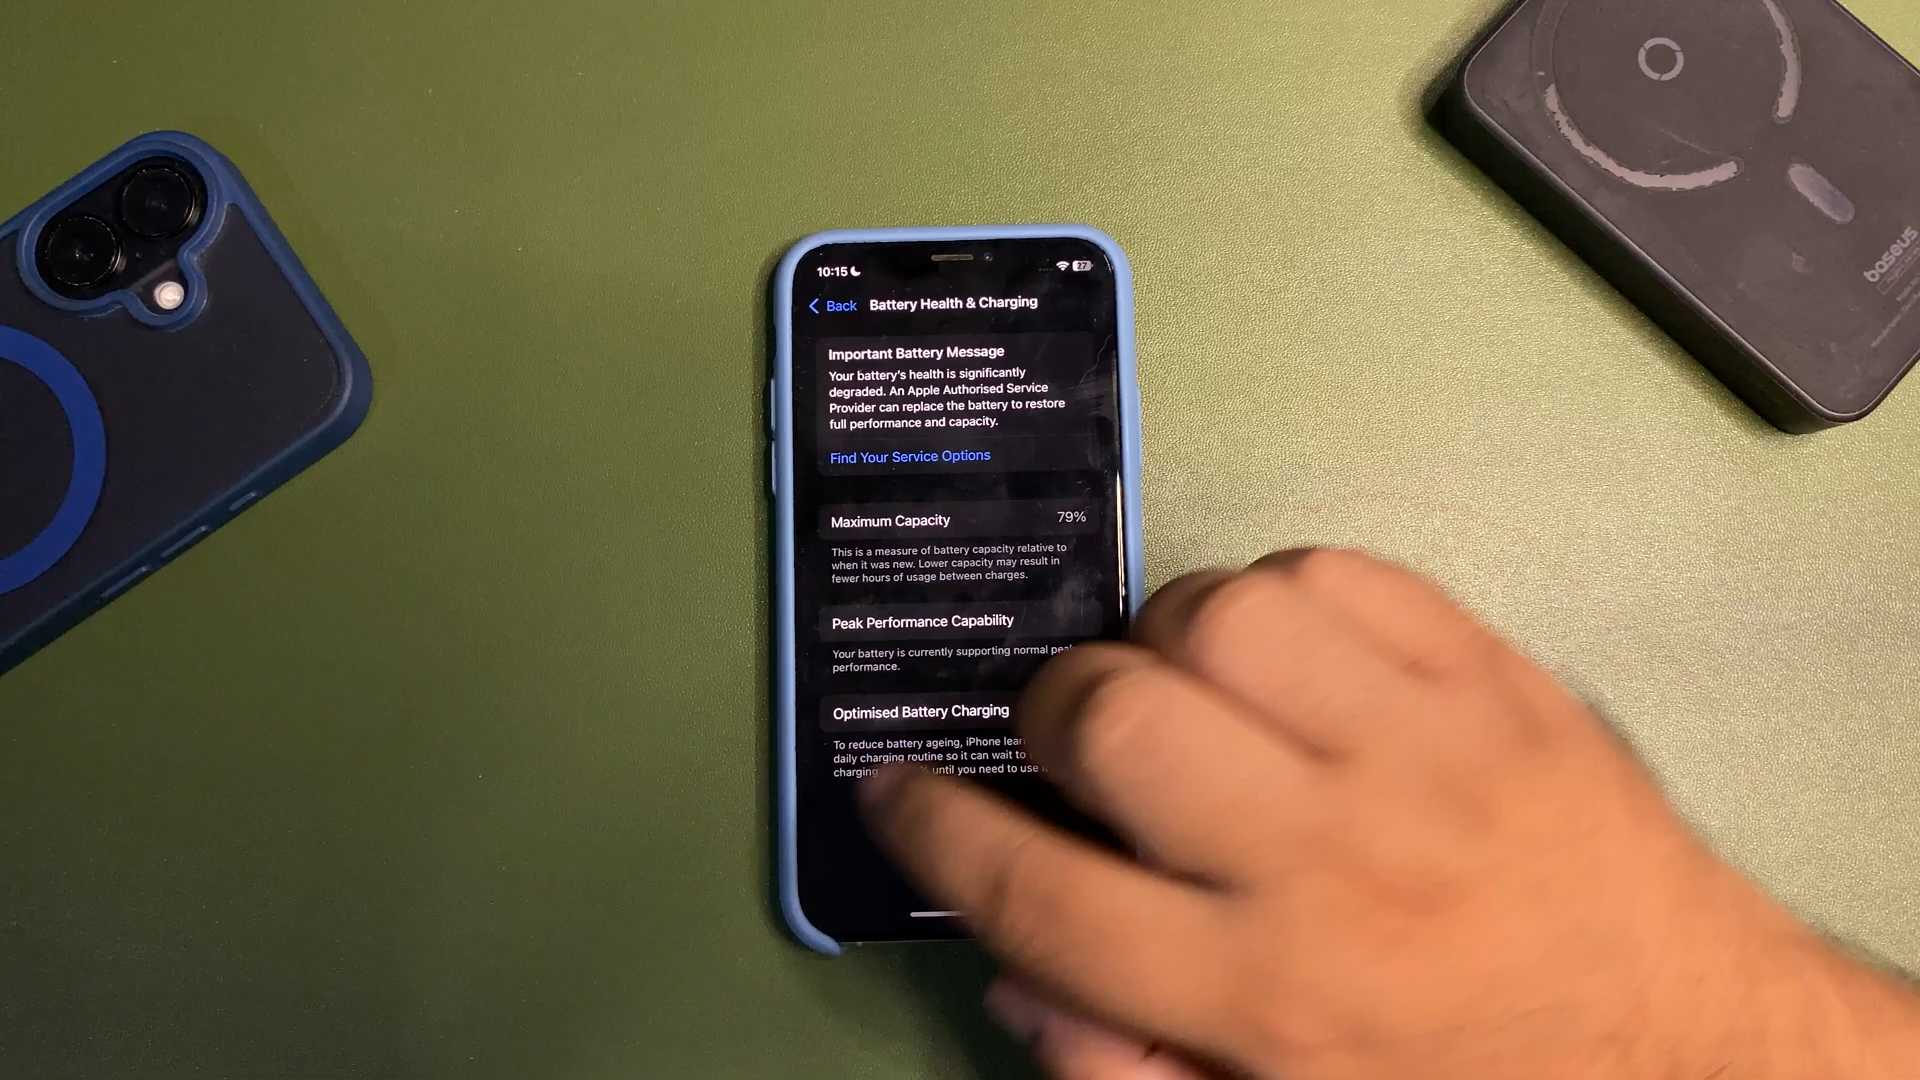 10:15
27
Back
Battery Health & Charging
Important Battery Message
Your battery's health is significantly
degraded. An Apple Authorised Service
Provider can replace the battery to restore
full performance and capacity.
Find Your Service Options
Maximum Capacity 79%
This is a measure of battery capacity relative to
when it was new. Lower capacity may result in
fewer hours of usage between charges.
Peak Performance Capability
Your battery is currently supporting normal
performance.
Optimised Battery Charging
To reduce battery ageing, iPhone
daily charging routine so it can wait to
charging until you need to use
baseus